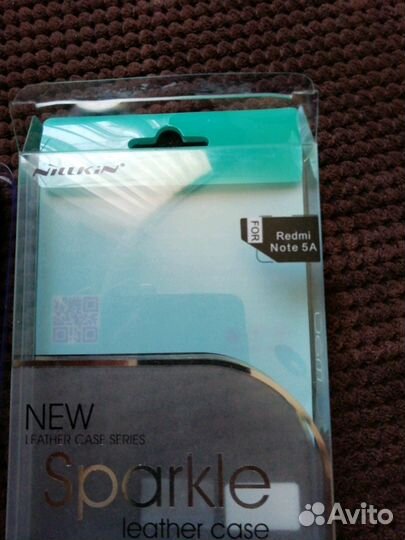 NILLKIN®
FOR
Redmi
Note 5A
NEW
LEATHER CASE SERIES
Sparkle
leather case
Avito